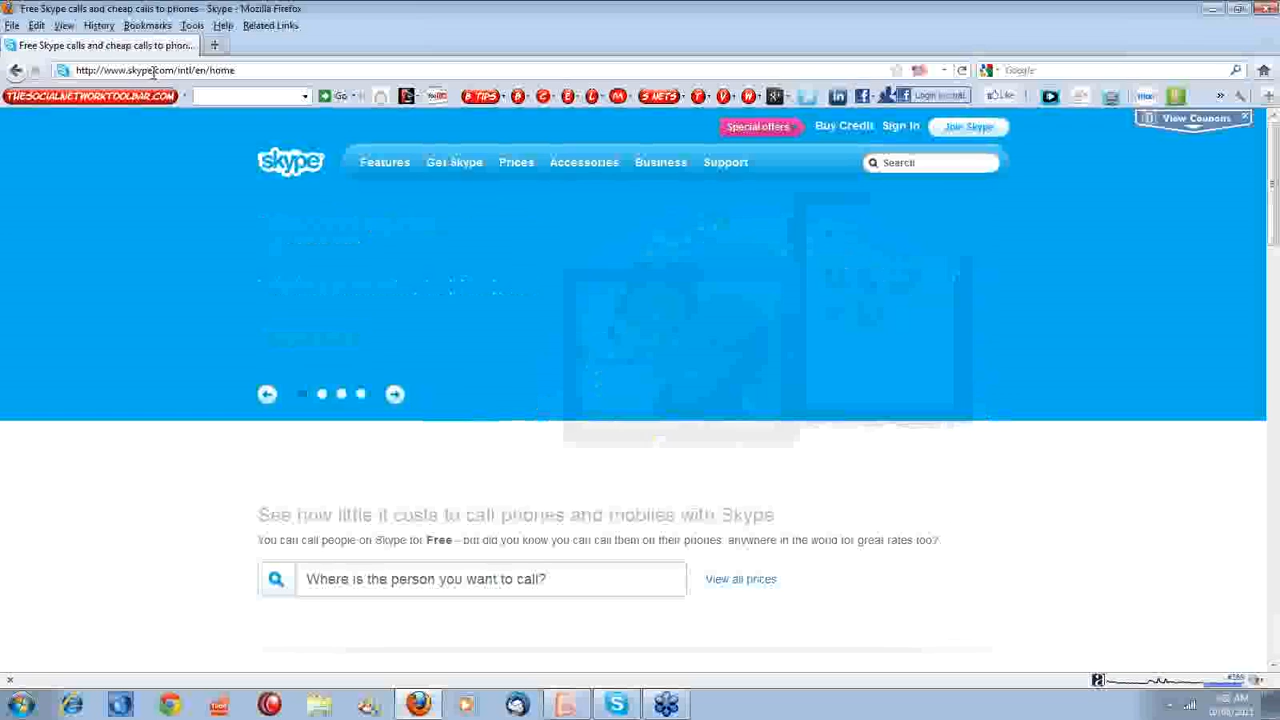 Free Skype calls and cheap calls to phones - Skype - Mozilla Firefox
File Edit View History Bookmarks Tools Help Related Links
Free Skype calls and cheap calls to phon...
http://www.skype.com/intl/en/home
Google
THESOCIALNETWORKTOOLBAR.COM Go YouTube B TIPS B G E L M S NETS T V W Like
View Coupons
Special offers Buy Credit Sign In Join Skype
skype Features Get Skype Prices Accessories Business Support Search
See how little it costs to call phones and mobiles with Skype
You can call people on Skype for Free - but did you know you can call them on their phones, anywhere in the world for great rates too?
Where is the person you want to call? View all prices